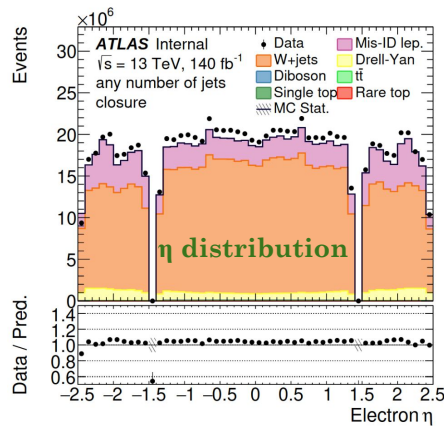 ×10⁶
Events
30
25
20
15
10
5
0
ATLAS Internal
√s = 13 TeV, 140 fb⁻¹
any number of jets
closure
Data
W+jets
Diboson
Single top
MC Stat.
Mis-ID lep.
Drell-Yan
tt̄
Rare top
η distribution
Data / Pred.
1.4
1.2
1.0
0.8
0.6
−2.5 −2 −1.5 −1 −0.5 0 0.5 1 1.5 2 2.5
Electron η